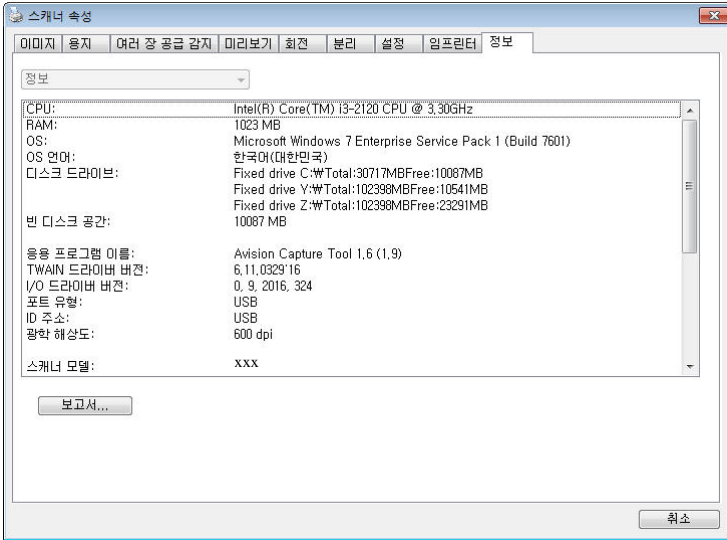 스캐너 속성
이미지 용지 여러 장 공급 감지 미리보기 회전 분리 설정 임프린터 정보
정보
CPU: Intel(R) Core(TM) i3-2120 CPU @ 3,30GHz
RAM: 1023 MB
OS: Microsoft Windows 7 Enterprise Service Pack 1 (Build 7601)
OS 언어: 한국어(대한민국)
디스크 드라이브: Fixed drive C:₩Total:30717MBFree:10087MB
Fixed drive Y:₩Total:102398MBFree:10541MB
Fixed drive Z:₩Total:102398MBFree:23291MB
빈 디스크 공간: 10087 MB
응용 프로그램 이름: Avision Capture Tool 1,6 (1,9)
TWAIN 드라이버 버전: 6,11,0329'16
I/O 드라이버 버전: 0, 9, 2016, 324
포트 유형: USB
ID 주소: USB
광학 해상도: 600 dpi
스캐너 모델: xxx
보고서...
취소